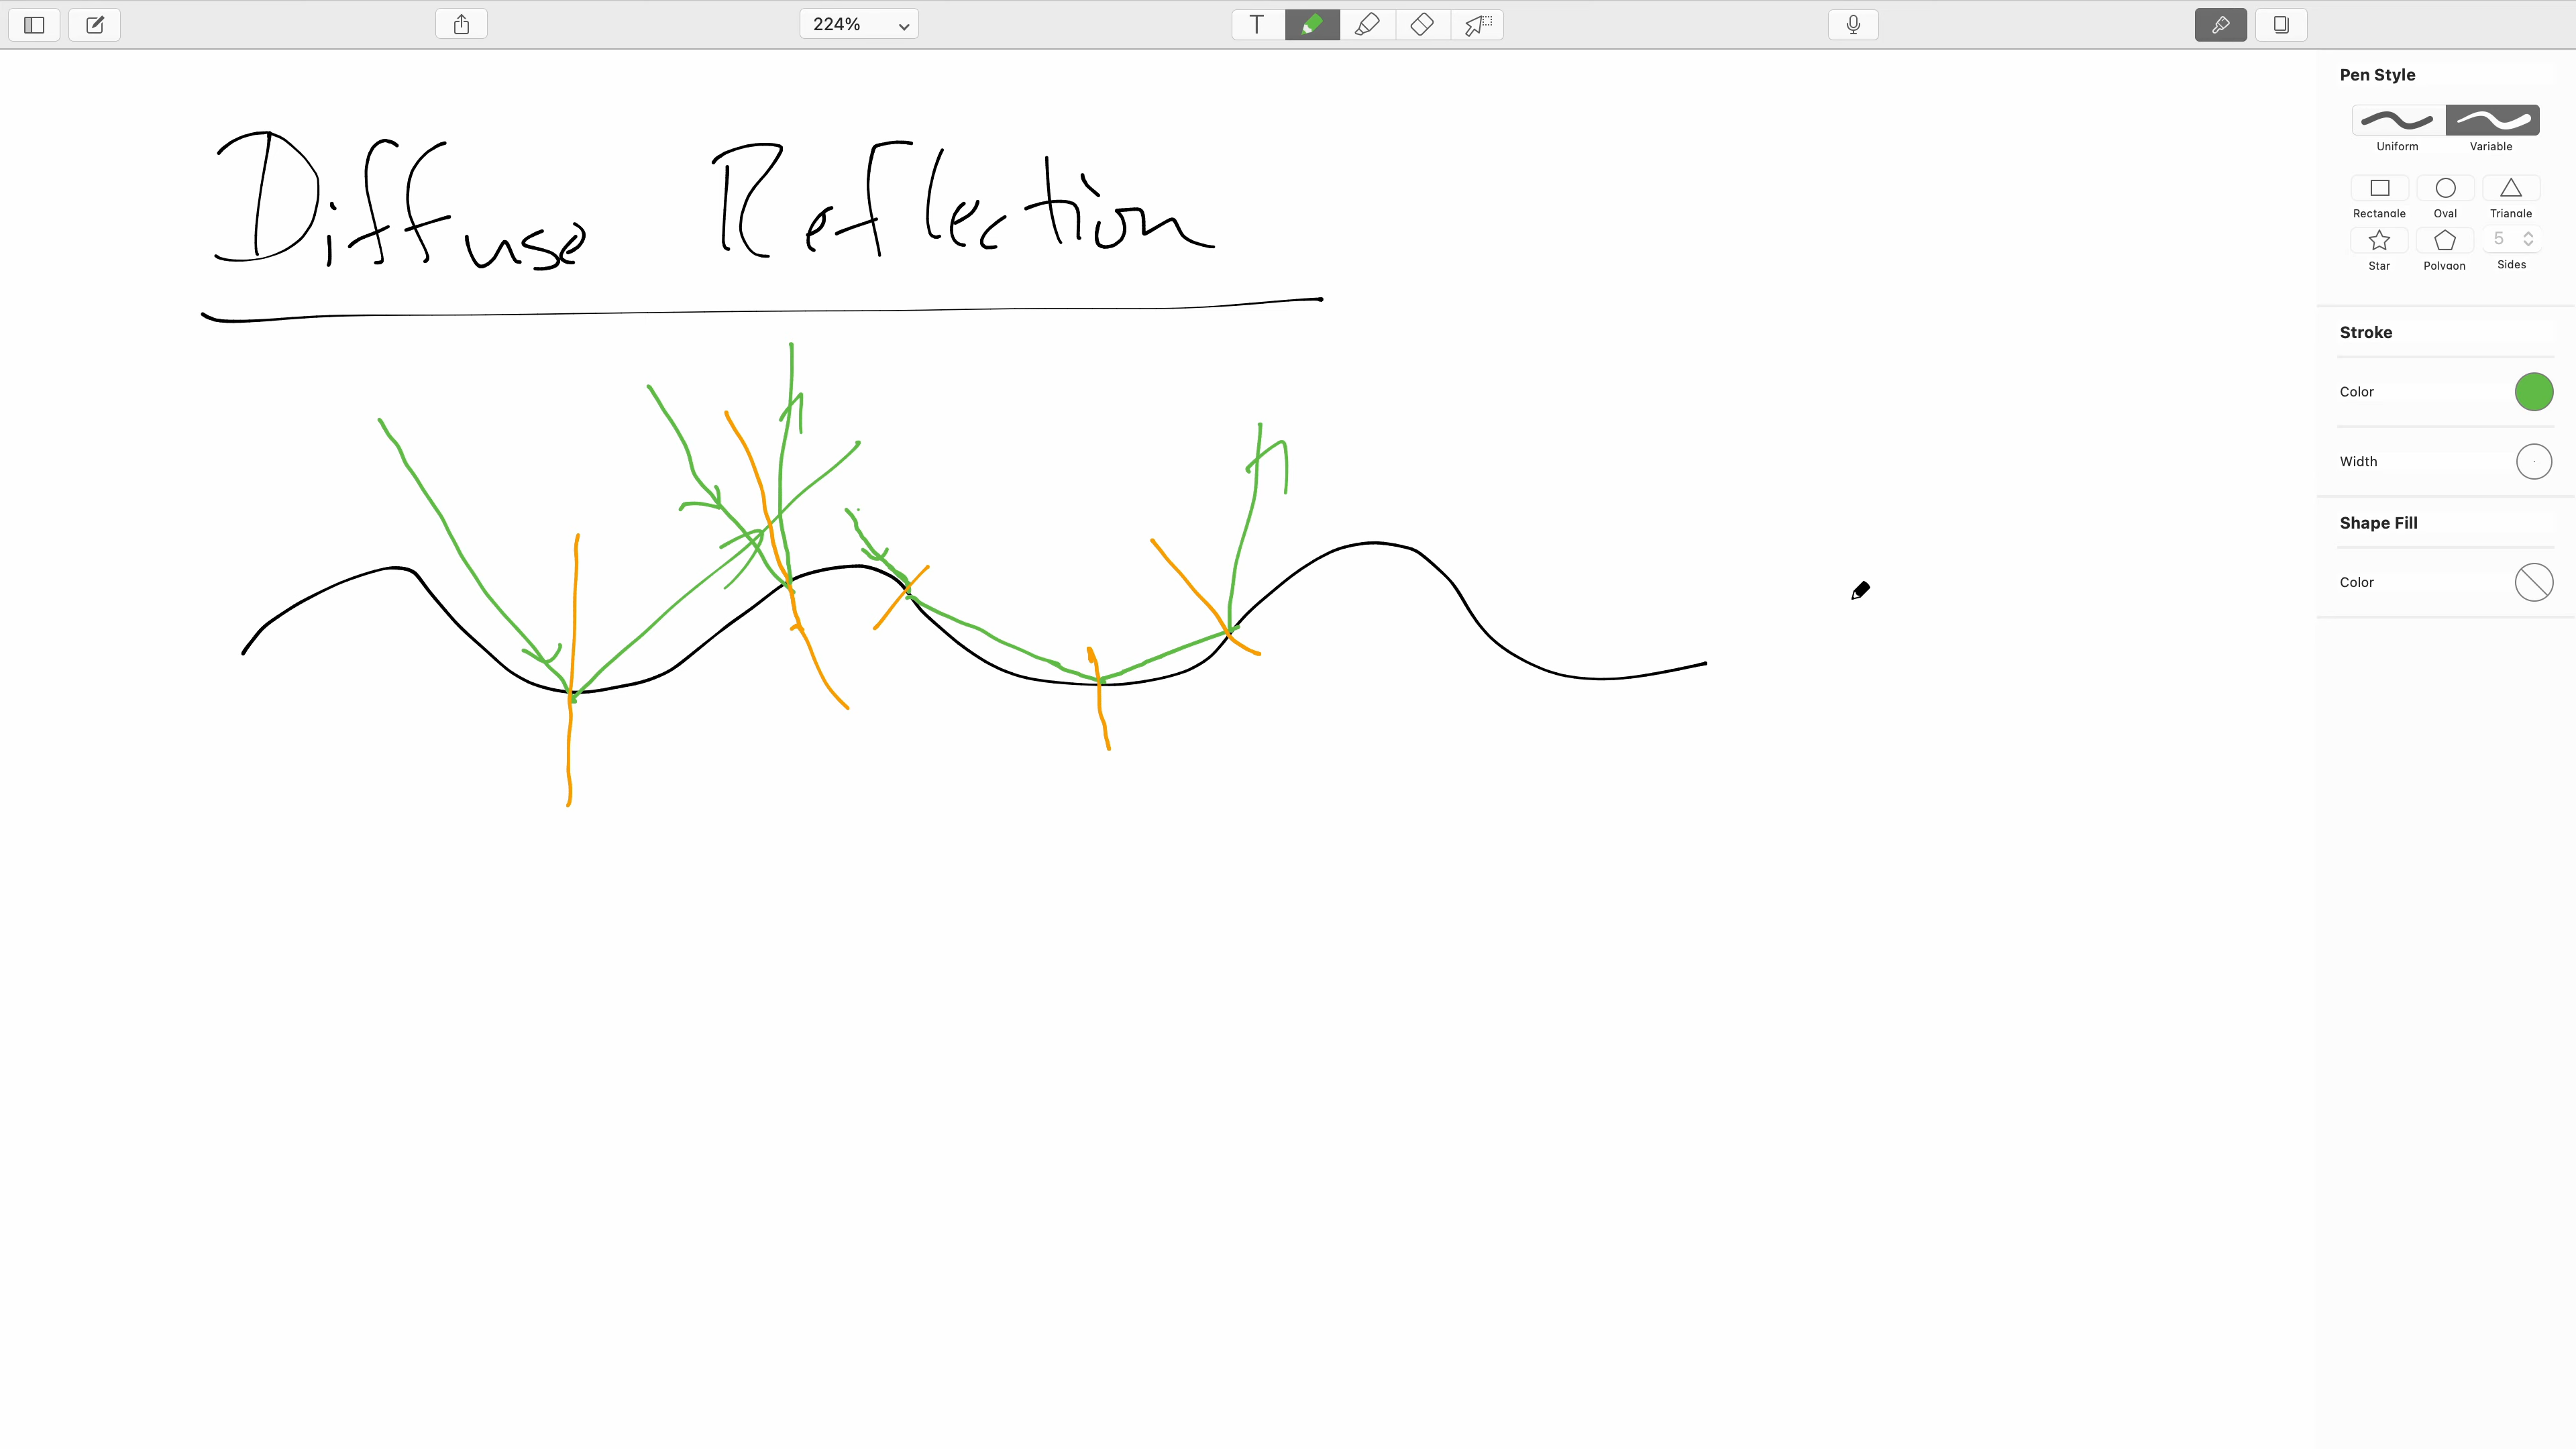 224%
T
Pen Style
Uniform Variable
Rectangle Oval Triangle
5
Star Polygon Sides
Stroke
Color
Width
Shape Fill
Color
Diffuse Reflection